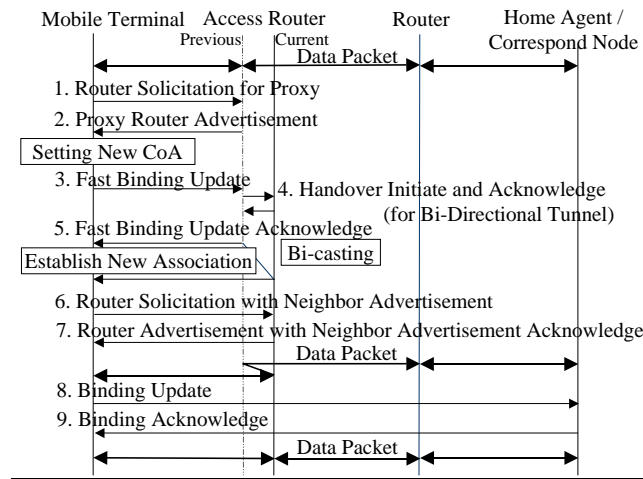 Mobile Terminal
Access Router
Router
Home Agent /
Correspond Node
Previous
Current
Data Packet
1. Router Solicitation for Proxy
2. Proxy Router Advertisement
Setting New CoA
3. Fast Binding Update
4. Handover Initiate and Acknowledge
(for Bi-Directional Tunnel)
5. Fast Binding Update Acknowledge
Bi-casting
Establish New Association
6. Router Solicitation with Neighbor Advertisement
7. Router Advertisement with Neighbor Advertisement Acknowledge
Data Packet
8. Binding Update
9. Binding Acknowledge
Data Packet